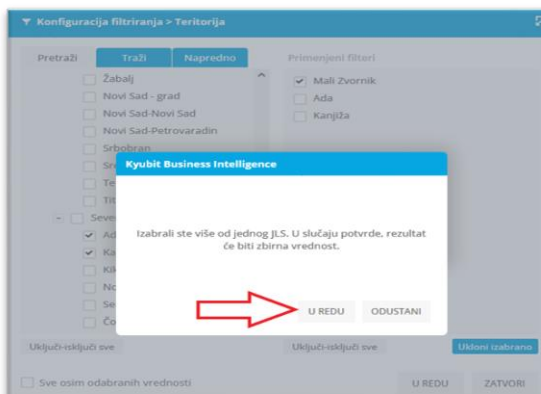 Konfiguracija filtriranja > Teritorija
Pretraži
Traži
Napredno
Primenjeni filteri
Žabalj
Novi Sad - grad
Novi Sad-Novi Sad
Novi Sad-Petrovaradin
Srbobran
Mali Zvornik
Ada
Kanjiža
Kyubit Business Intelligence
Izabrali ste više od jednog JLS. U slučaju potvrde, rezultat
će biti zbirna vrednost.
U REDU
ODUSTANI
Uključi-isključi sve
Uključi-isključi sve
Ukloni izabrano
Sve osim odabranih vrednosti
U REDU
ZATVORI